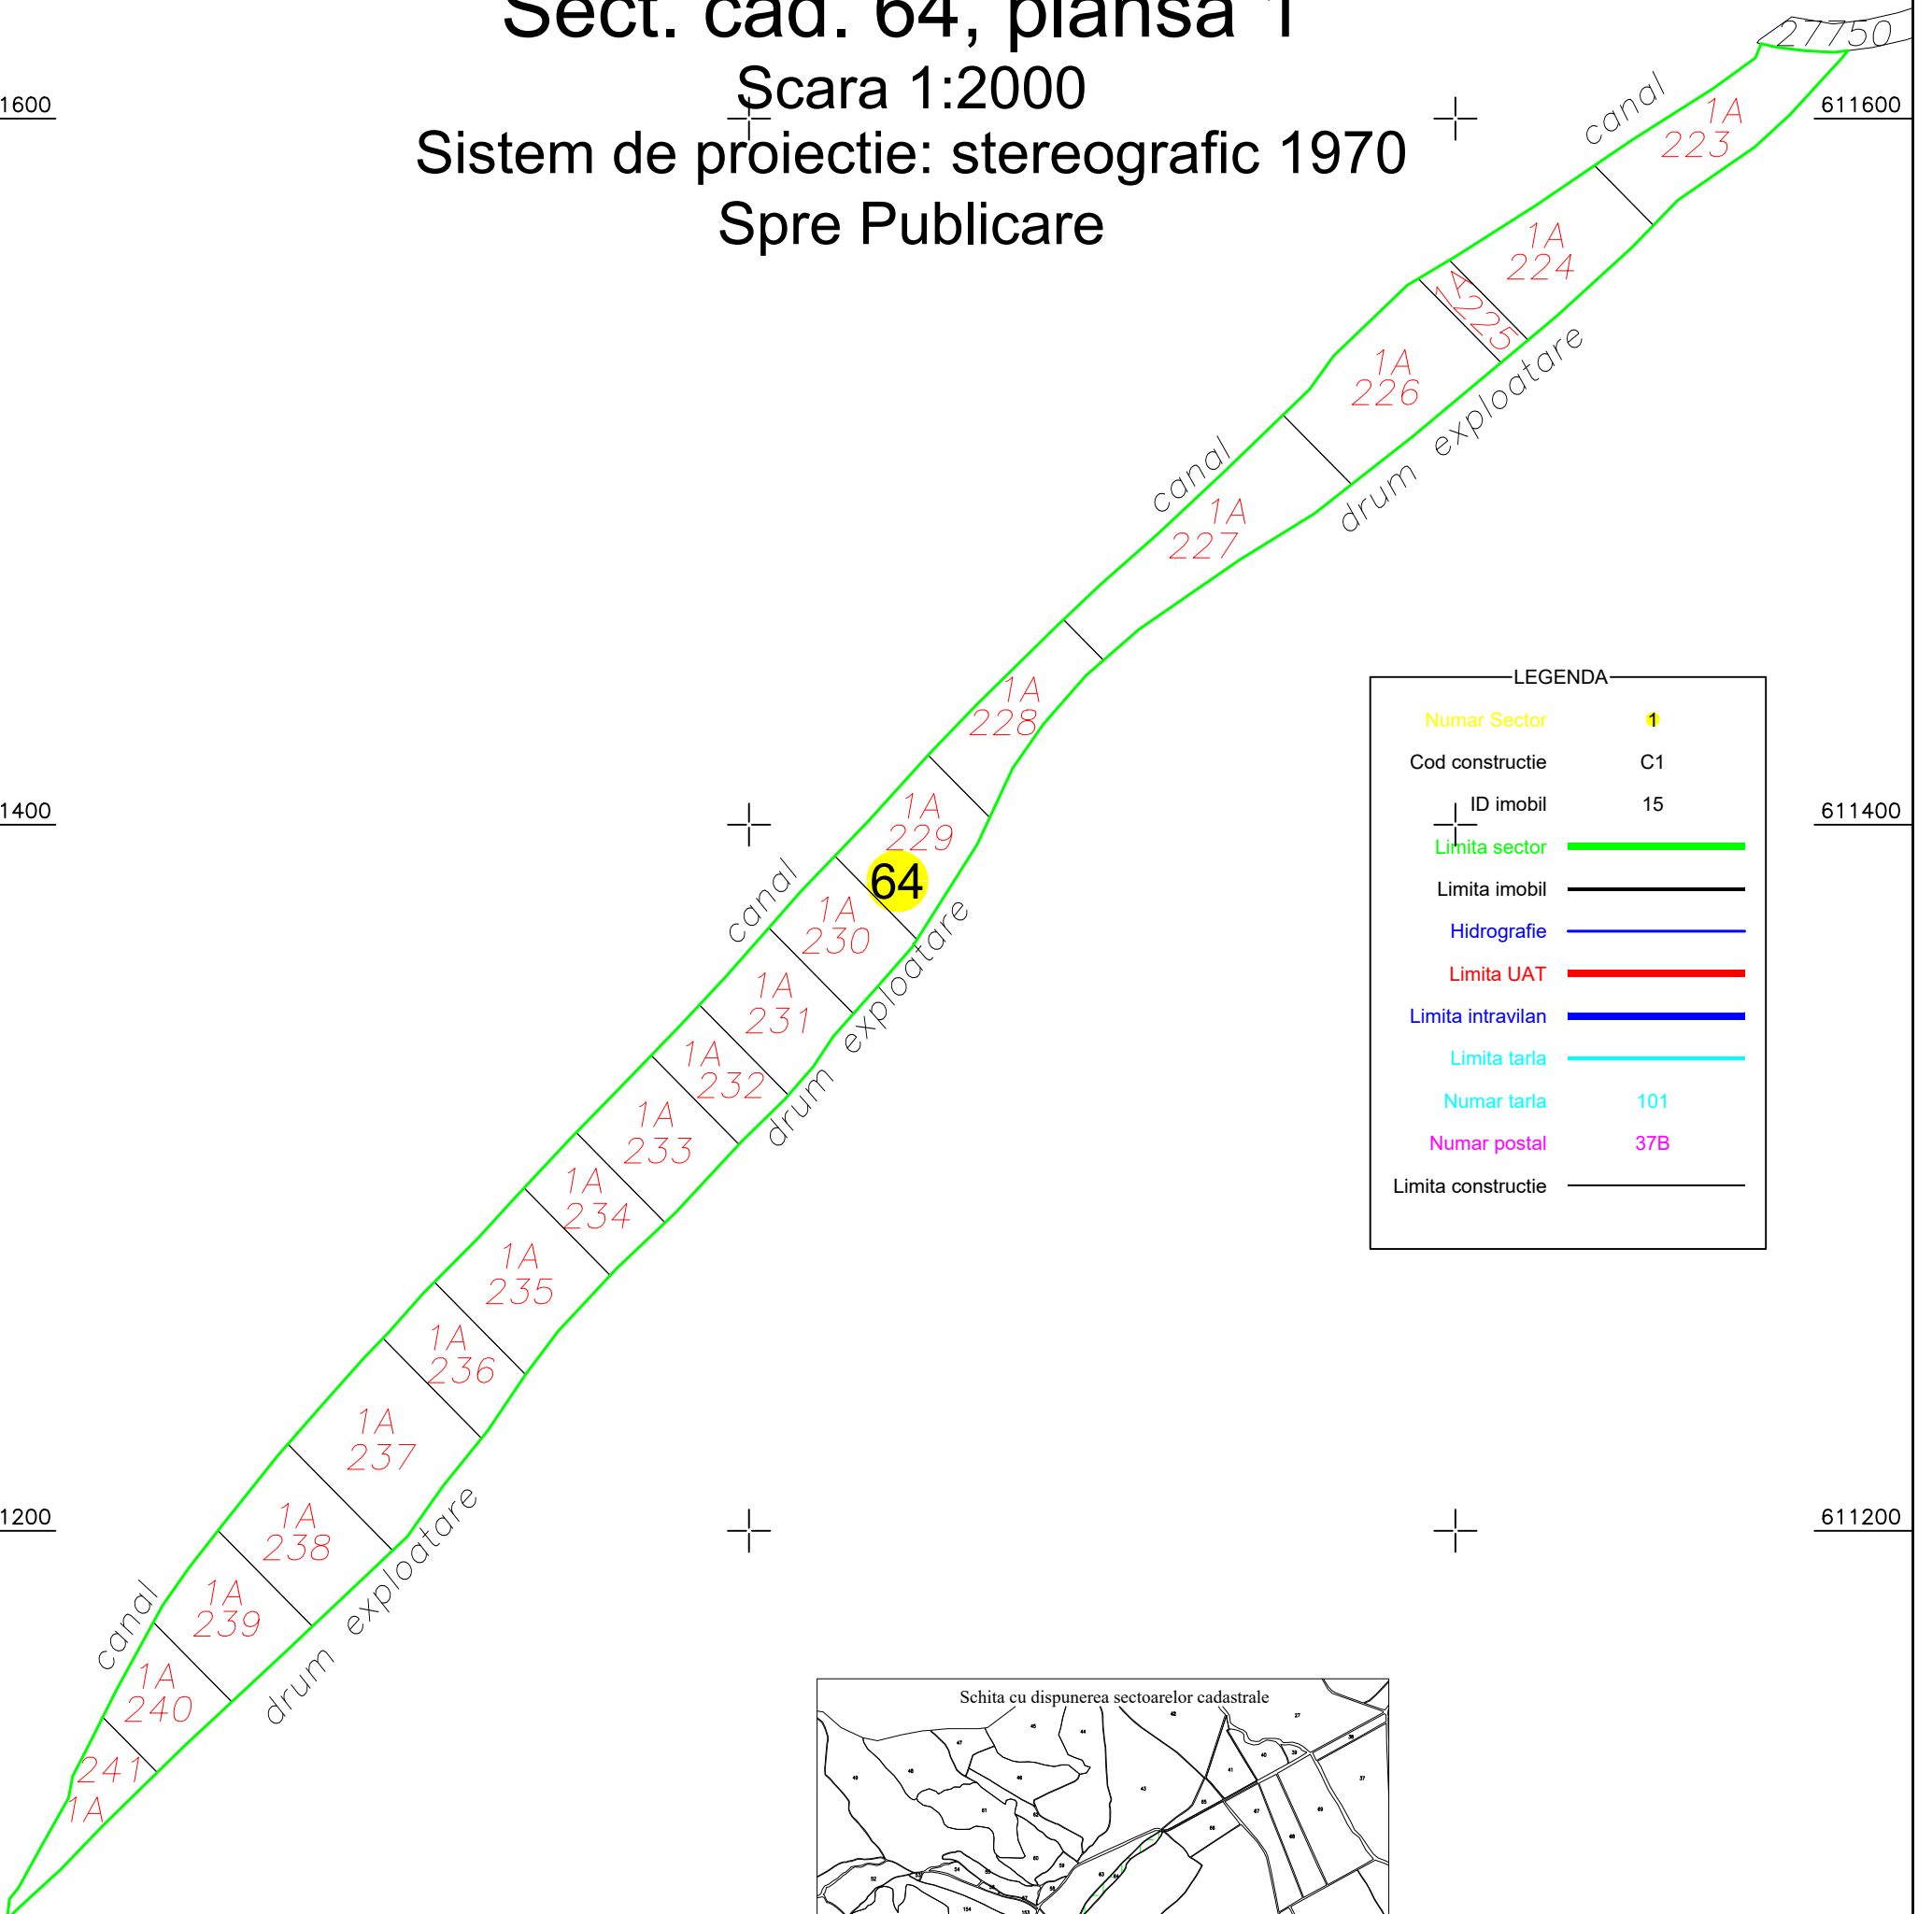 Sect. cad. 64, plansa 1
Scara 1:2000
Sistem de proiectie: stereografic 1970
Spre Publicare
27750
1600
611600
canal
1A
223
1A
224
1A
225
1A
226
drum exploatare
canal
1A
227
1A
228
1A
229
64
1400
611400
canal
1A
230
1A
231
drum exploatare
1A
232
1A
233
1A
234
1A
235
1A
236
1A
237
1A
238
1200
611200
drum exploatare
canal
1A
239
1A
240
241
1A
LEGENDA
Numar Sector 1
Cod constructie C1
ID imobil 15
Limita sector
Limita imobil
Hidrografie
Limita UAT
Limita intravilan
Limita tarla
Numar tarla 101
Numar postal 37B
Limita constructie
Schita cu dispunerea sectoarelor cadastrale